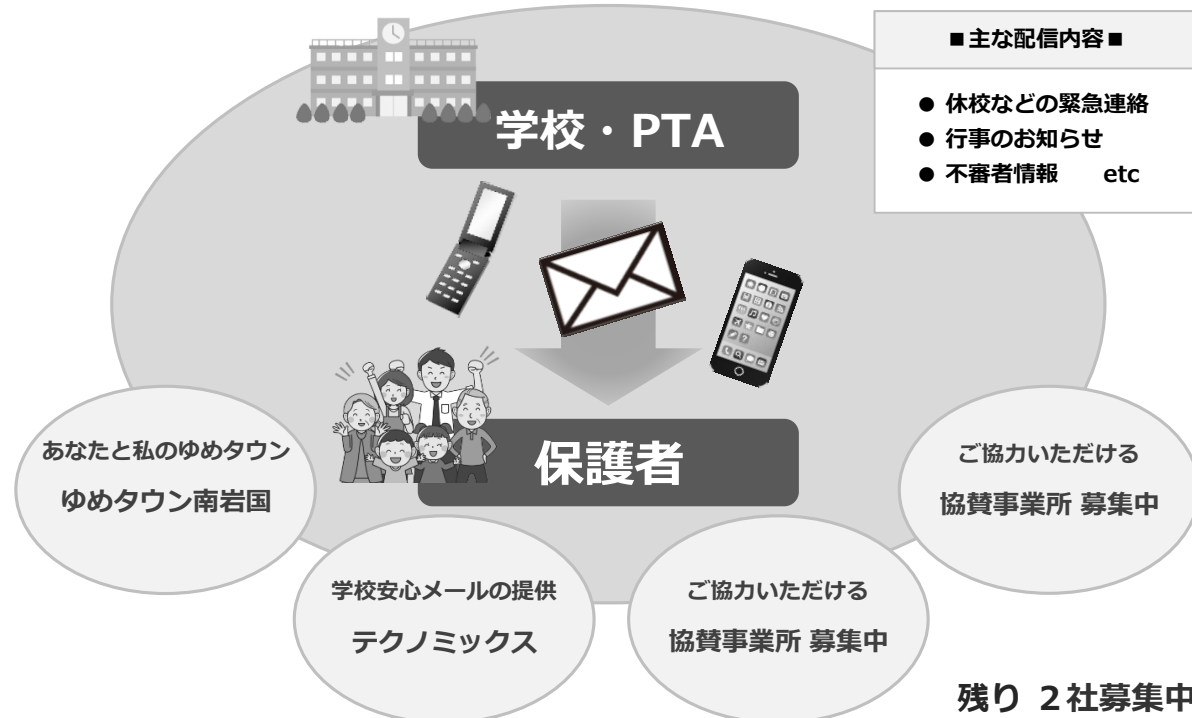 ■主な配信内容■
● 休校などの緊急連絡
● 行事のお知らせ
● 不審者情報　　etc
学校・PTA
保護者
あなたと私のゆめタウン
ゆめタウン南岩国
学校安心メールの提供
テクノミックス
ご協力いただける
協賛事業所 募集中
ご協力いただける
協賛事業所 募集中
残り ２社募集中